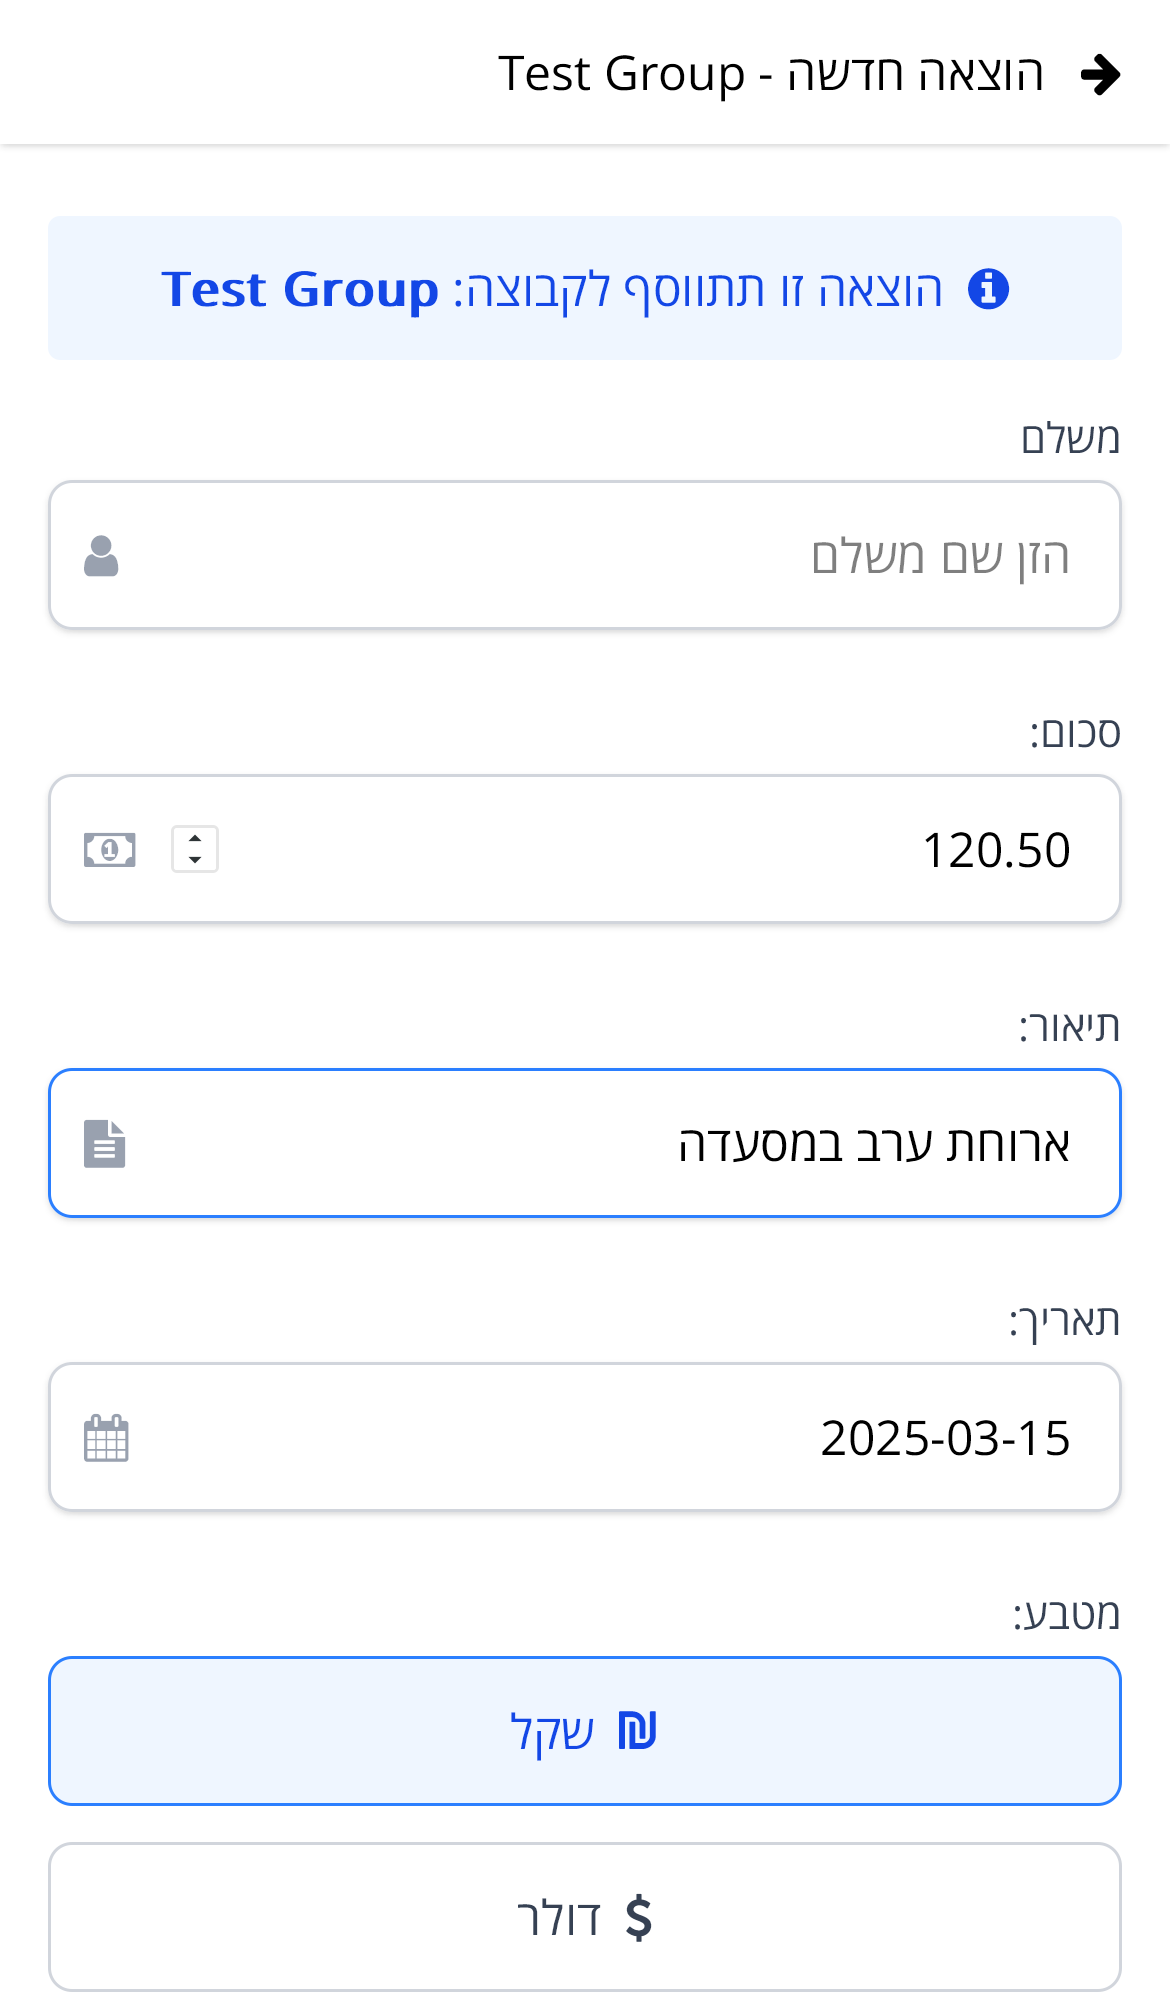 הוצאה חדשה - Test Group
הוצאה זו תתווסף לקבוצה: Test Group
משלם
הזן שם משלם
סכום:
120.50
תיאור:
ארוחת ערב במסעדה
תאריך:
2025-03-15
מטבע:
₪ שקל
$ דולר